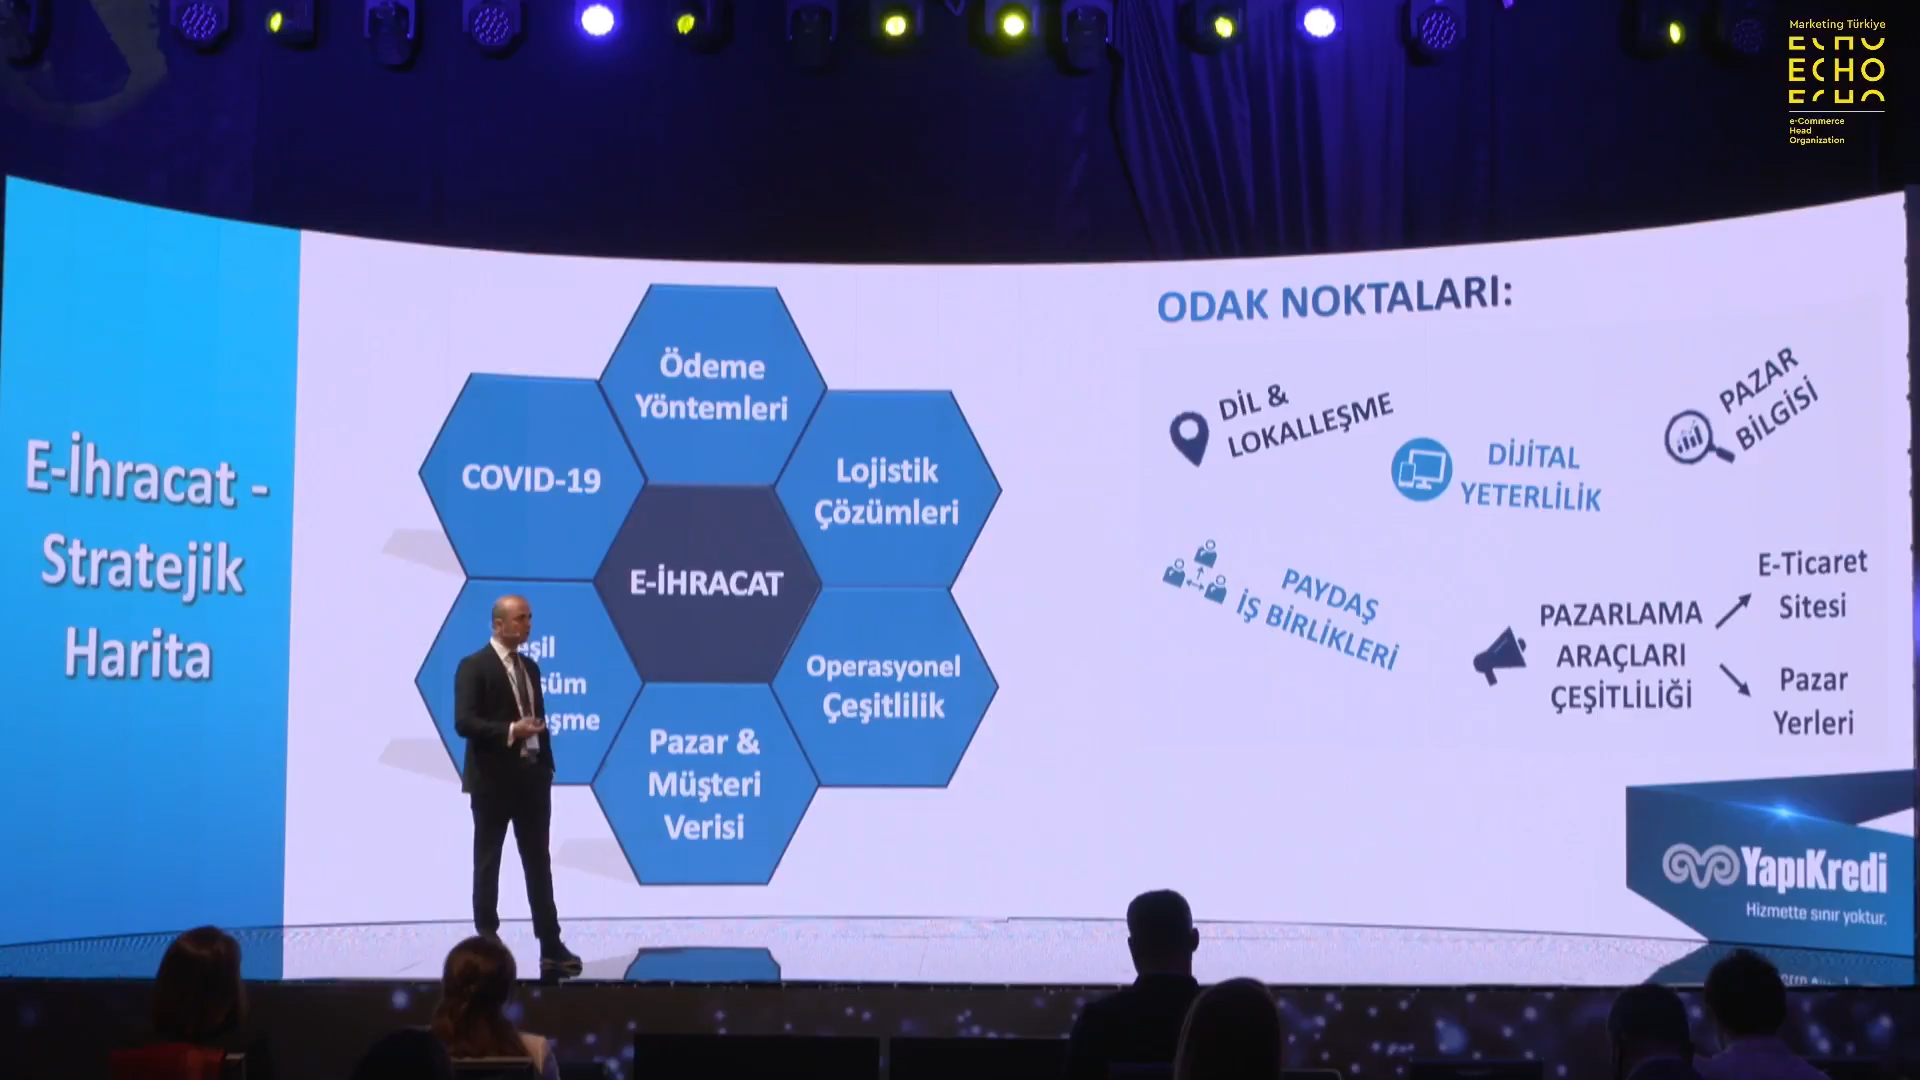 Marketing Türkiye
ECHO
ECHO
ECHO
e-Commerce
Head
Organization
E-İhracat -
Stratejik
Harita
Ödeme
Yöntemleri
COVID-19
Lojistik
Çözümleri
E-İHRACAT
Operasyonel
Çeşitlilik
Pazar &
Müşteri
Verisi
ODAK NOKTALARI:
DİL &
LOKALLEŞME
DİJİTAL
YETERLİLİK
PAZAR
BİLGİSİ
PAYDAŞ
İŞ BİRLİKLERİ
PAZARLAMA
ARAÇLARI
ÇEŞİTLİLİĞİ
E-Ticaret
Sitesi
Pazar
Yerleri
YapıKredi
Hizmette sınır yoktur.